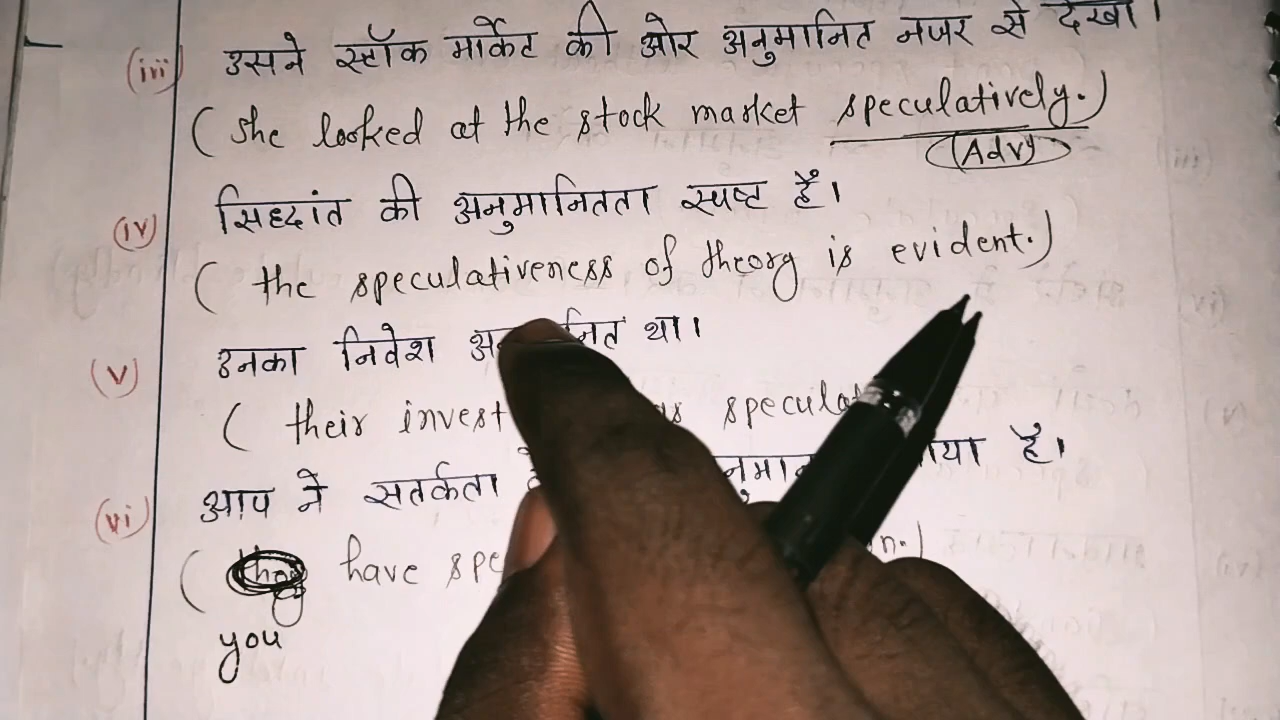 (iii) उसने स्टॉक मार्केट की ओर अनुमानित नजर से देखा।
( she looked at the stock market speculatively.)
(Adv)
(iv) सिद्धांत की अनुमानितता स्पष्ट है।
( the speculativeness of theory is evident.)
(v) उनका निवेश था।
( their
(vi) आप ने सतर्कता है।
( have
you